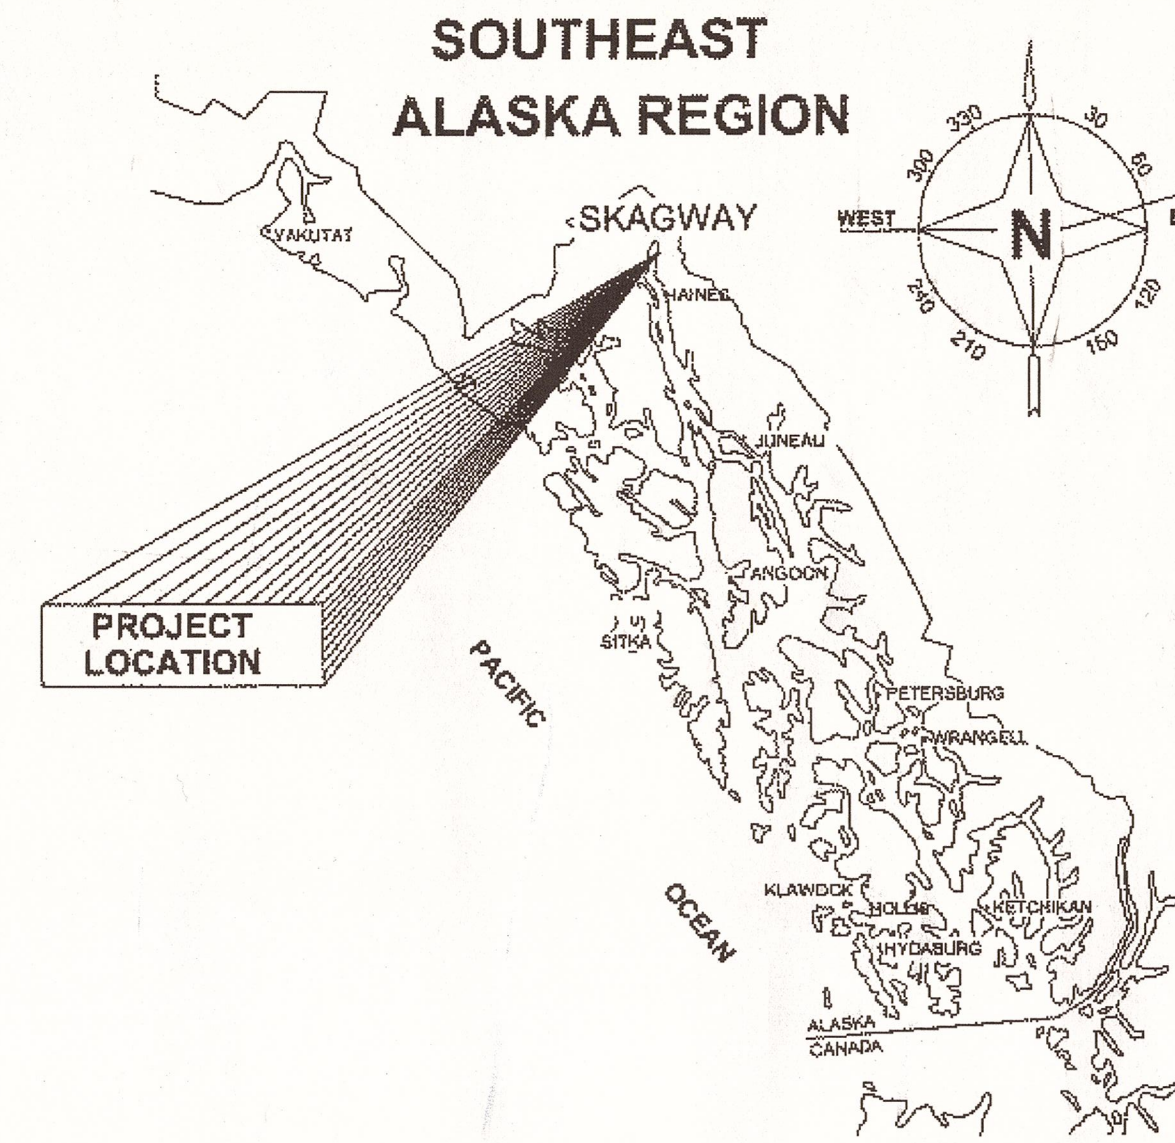 SOUTHEAST
ALASKA REGION
330
30
300
60
WEST
N
240
120
210
150
YAKUTAT
SKAGWAY
HAINES
JUNEAU
ANGOON
SITKA
PROJECT
LOCATION
PACIFIC
OCEAN
PETERSBURG
WRANGELL
KLAWOCK
HOLLIS
KETCHIKAN
HYDABURG
ALASKA
CANADA